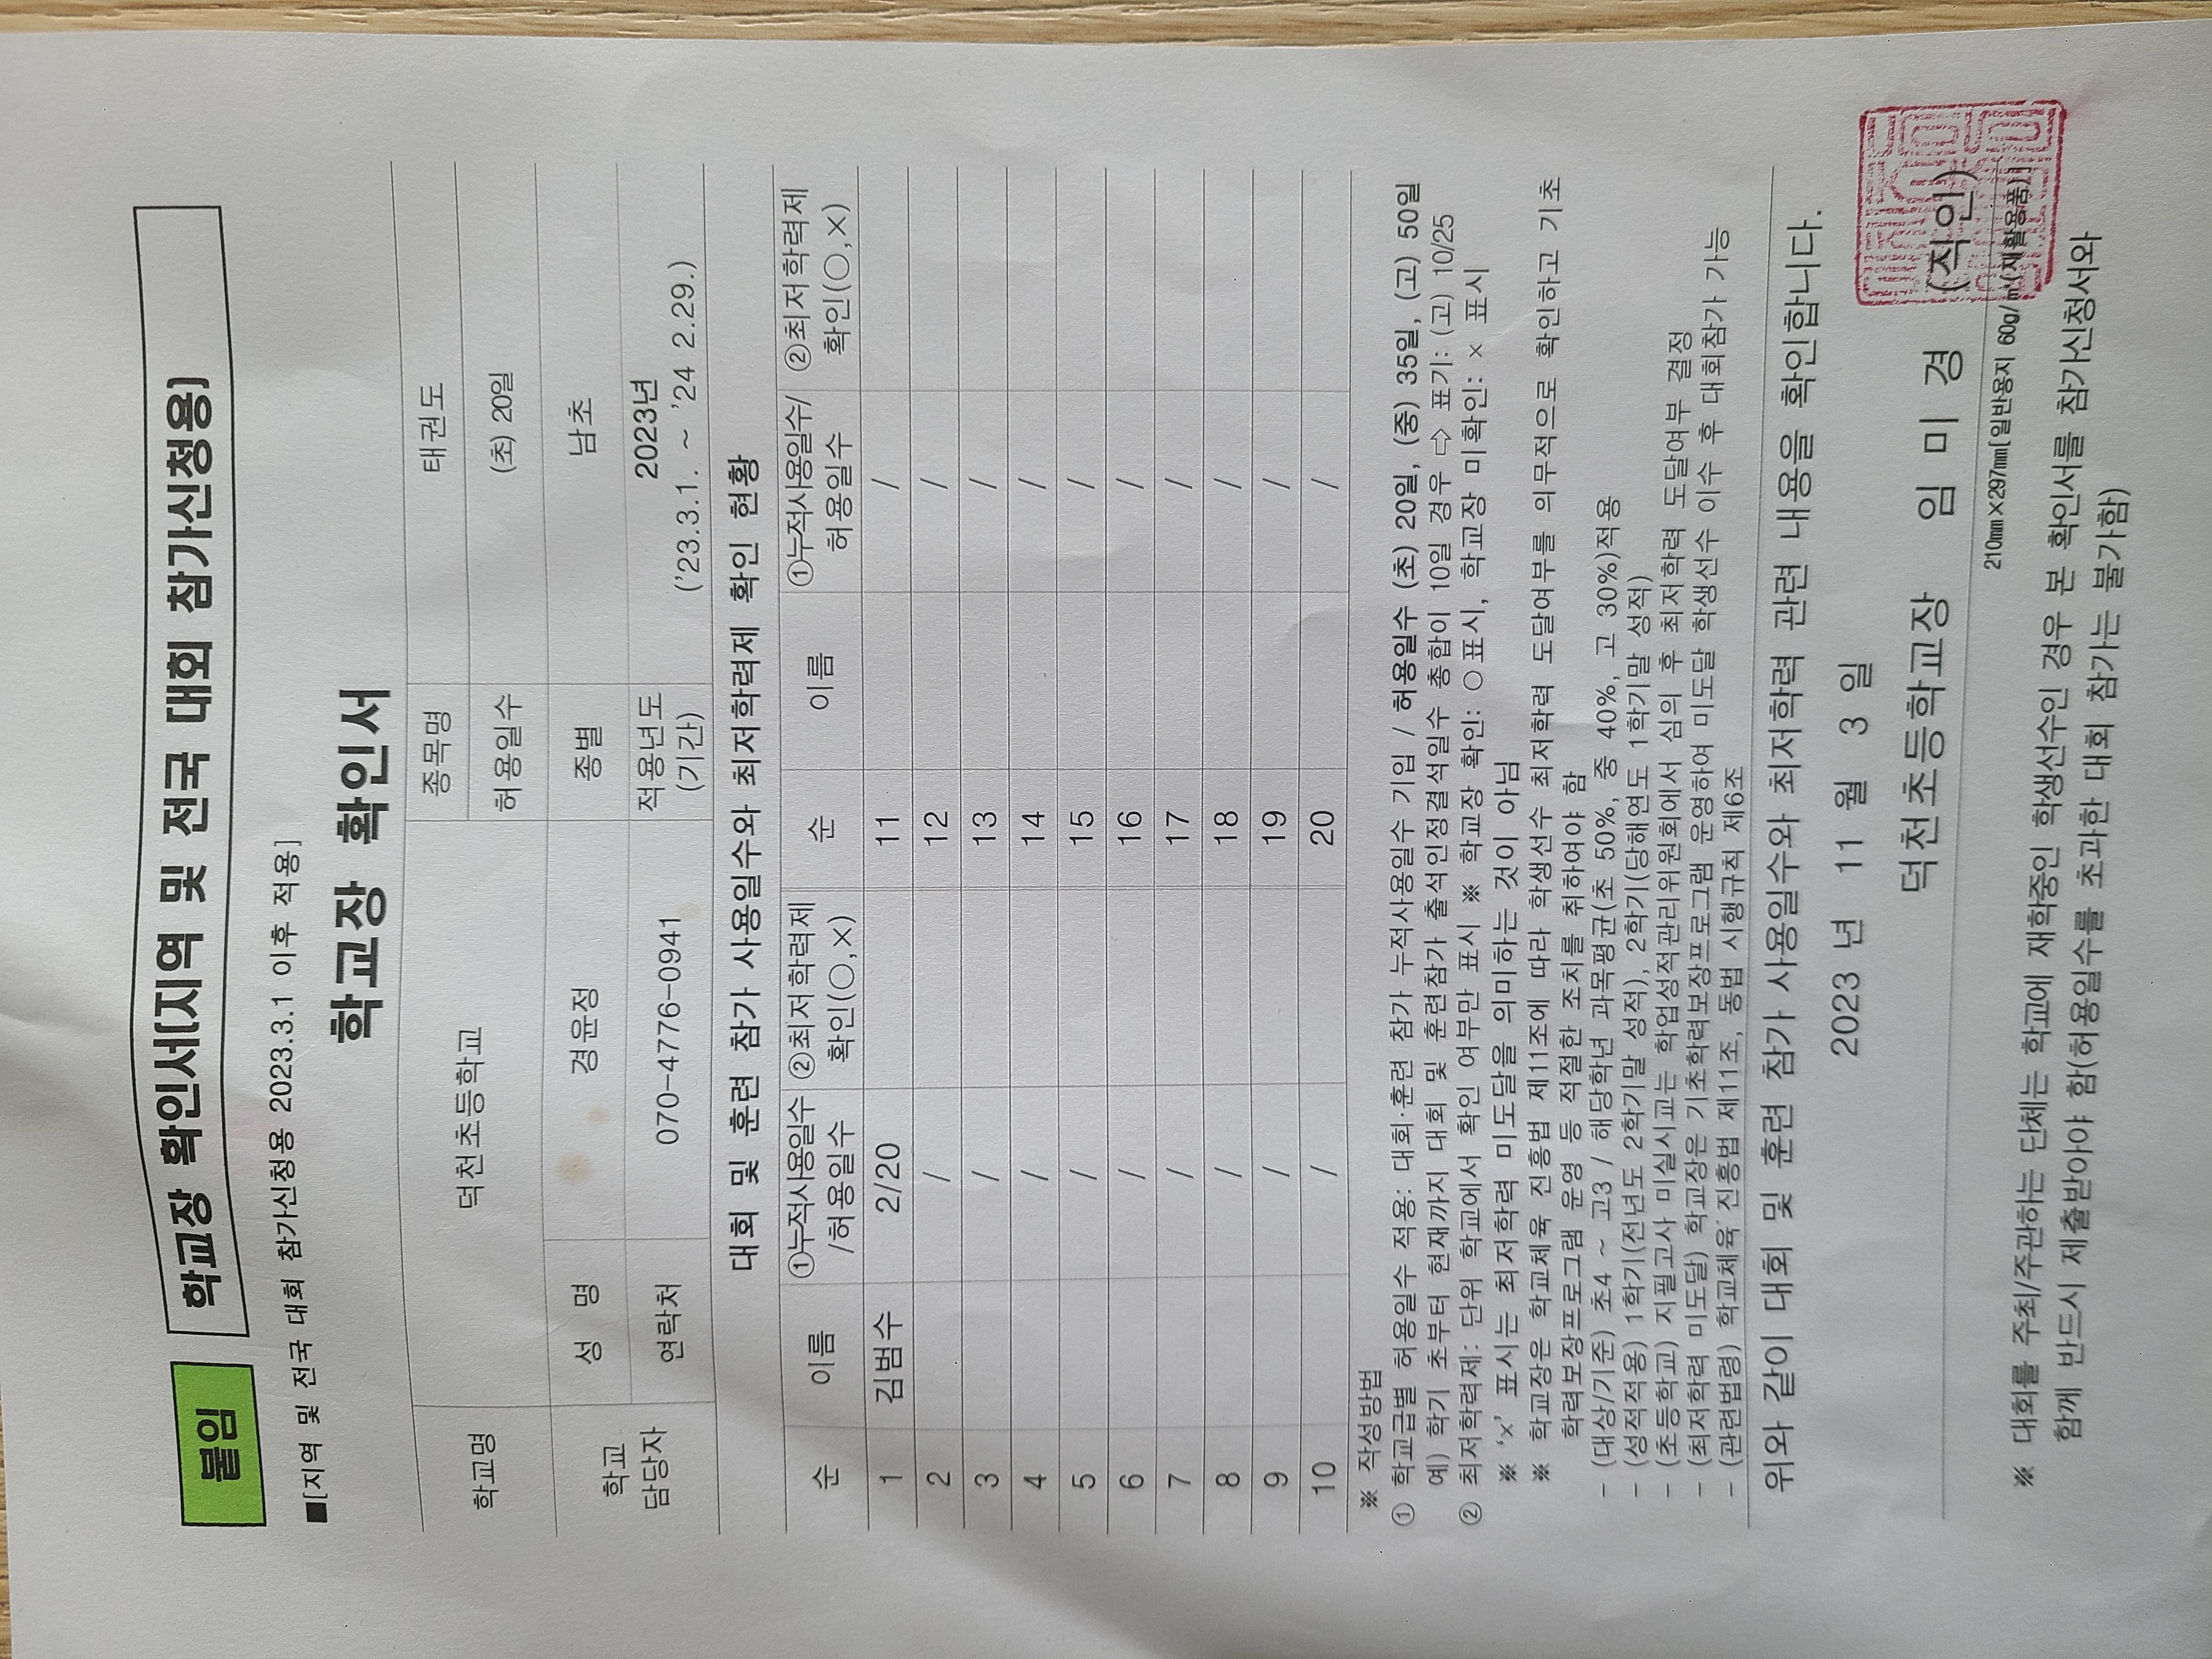 붙임
학교장 확인서[지역 및 전국 대회 참가신청용]
■[지역 및 전국 대회 참가신청용 2023.3.1 이후 적용]
학교장 확인서
학교명 덕천초등학교 종목명 태권도
허용일수 (초) 20일
학교 담당자 성 명 경윤정 종별 남초
연락처 070-4776-0941 적용년도 (기간) 2023년
('23.3.1. ~ '24 2.29.)
대회 및 훈련 참가 사용일수와 최저학력제 확인 현황
순 이름 ①누적사용일수 /허용일수 ②최저학력제 확인(○,×) 순 이름 ①누적사용일수/ 허용일수 ②최저학력제 확인(○,×)
1 김범수 2/20 11 /
2 / 12 /
3 / 13 /
4 / 14 /
5 / 15 /
6 / 16 /
7 / 17 /
8 / 18 /
9 / 19 /
10 / 20 /
※ 작성방법
① 학교급별 허용일수 적용: 대회·훈련 참가 누적사용일수 기입 / 허용일수 (초) 20일, (중) 35일, (고) 50일
예) 학기 초부터 현재까지 대회 및 훈련참가 출석인정결석일수 총합이 10일 경우 ⇨ 표기: (고) 10/25
② 최저학력제: 단위 학교에서 확인 여부만 표시 ※ 학교장 확인: ○표시, 학교장 미확인: × 표시
※ '×' 표시는 최저학력 미도달을 의미하는 것이 아님
※ 학교장은 학교체육 진흥법 제11조에 따라 학생선수 최저학력 도달여부를 의무적으로 확인하고 기초
학력보장프로그램 운영 등 적절한 조치를 취하여야 함
- (대상/기준) 초4 ~ 고3 / 해당학년 과목평균(초 50%, 중 40%, 고 30%)적용
- (성적적용) 1학기(전년도 2학기말 성적), 2학기(당해연도 1학기말 성적)
- (초등학교) 지필고사 미실시교는 학업성적관리위원회에서 심의 후 최저학력 도달여부 결정
- (최저학력 미도달) 학교장은 기초학력보장프로그램 운영하여 미도달 학생선수 이수 후 대회참가 가능
- (관련법령) 학교체육 진흥법 제11조, 동법 시행규칙 제6조
위와 같이 대회 및 훈련 참가 사용일수와 최저학력 관련 내용을 확인합니다.
2023 년 11 월 3 일
덕천초등학교장 임 미 경 (직인)
210㎜×297㎜[일반용지 60g/㎡(재활용품)]
※ 대회를 주최/주관하는 단체는 학교에 재학중인 학생선수인 경우 본 확인서를 참가신청서와
함께 반드시 제출받아야 함(허용일수를 초과한 대회 참가는 불가함)